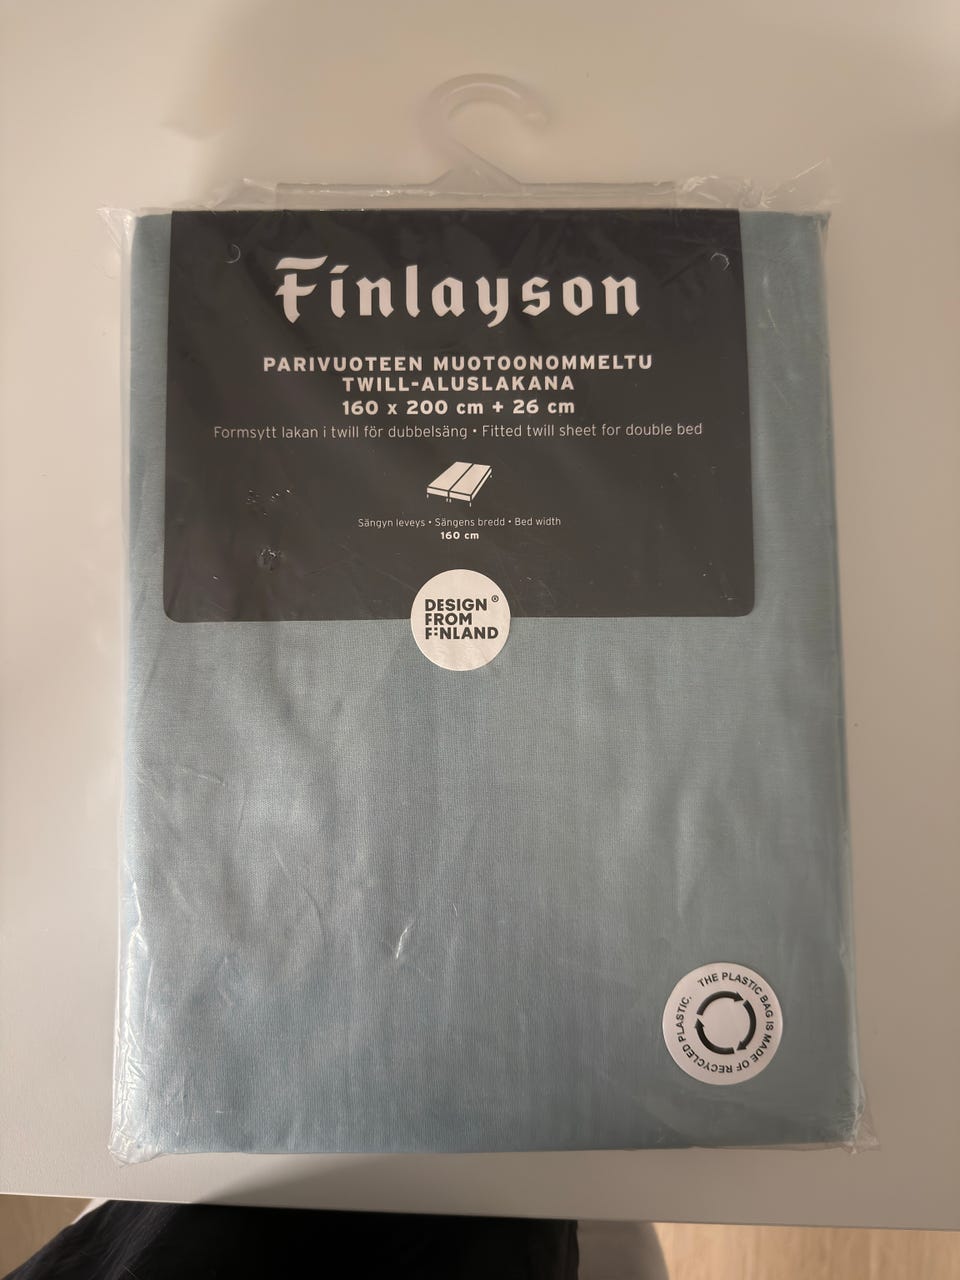 Finlayson
PARIVUOTEEN MUOTOONOMMELTU
TWILL-ALUSLAKANA
160 x 200 cm + 26 cm
Formsytt lakan i twill för dubbelsäng • Fitted twill sheet for double bed
Sängyn leveys • Sängens bredd • Bed width
160 cm
DESIGN ®
FROM
FINLAND
THE PLASTIC BAG IS MADE OF RECYCLED PLASTIC.